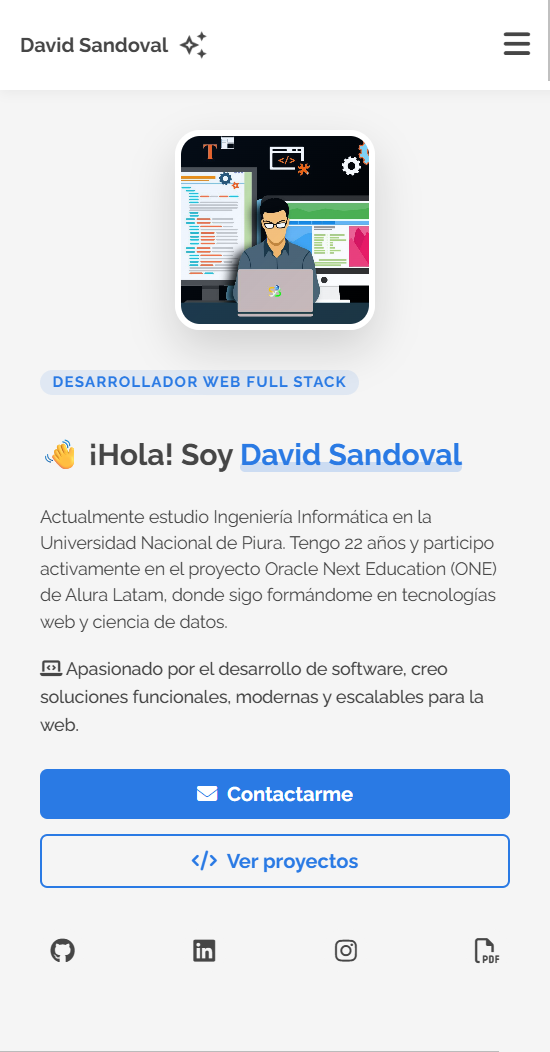 David Sandoval
T
</>
DESARROLLADOR WEB FULL STACK
👋 ¡Hola! Soy David Sandoval
Actualmente estudio Ingeniería Informática en la
Universidad Nacional de Piura. Tengo 22 años y participo
activamente en el proyecto Oracle Next Education (ONE)
de Alura Latam, donde sigo formándome en tecnologías
web y ciencia de datos.
Apasionado por el desarrollo de software, creo
soluciones funcionales, modernas y escalables para la
web.
Contactarme
</> Ver proyectos
in
PDF